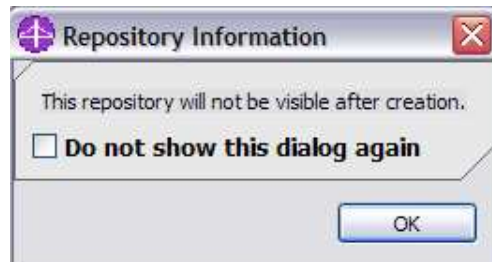 Repository Information
This repository will not be visible after creation.
Do not show this dialog again
OK